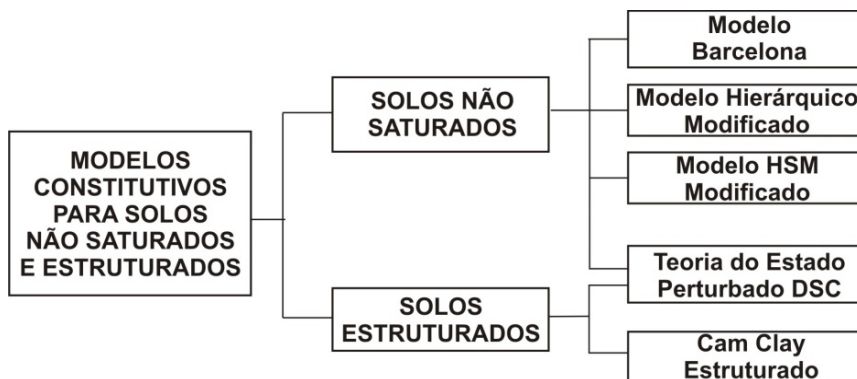 MODELOS
CONSTITUTIVOS
PARA SOLOS
NÃO SATURADOS
E ESTRUTURADOS
SOLOS NÃO
SATURADOS
SOLOS
ESTRUTURADOS
Modelo
Barcelona
Modelo Hierárquico
Modificado
Modelo HSM
Modificado
Teoria do Estado
Perturbado DSC
Cam Clay
Estruturado